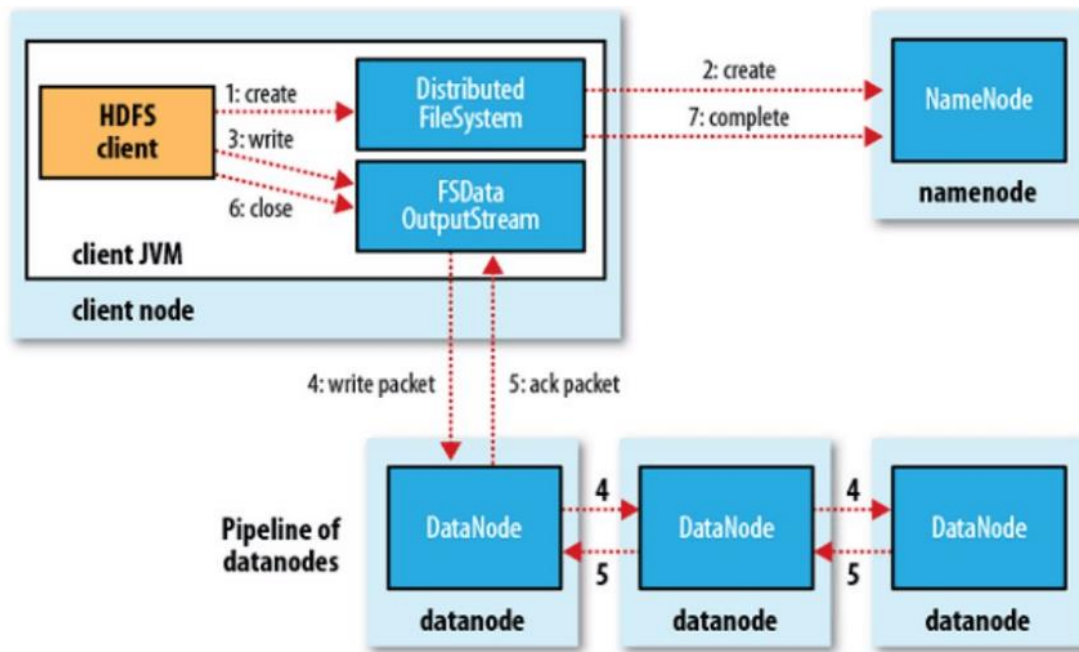 HDFS
client
1: create
3: write
6: close
Distributed
FileSystem
FSData
OutputStream
client JVM
client node
2: create
7: complete
NameNode
namenode
4: write packet
5: ack packet
Pipeline of
datanodes
DataNode
4
5
DataNode
4
5
DataNode
datanode
datanode
datanode